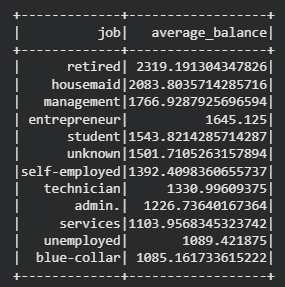 +-------------+------------------+
|          job|   average_balance|
+-------------+------------------+
|      retired| 2319.191304347826|
|    housemaid|2083.8035714285716|
|   management|1766.9287925696594|
| entrepreneur|          1645.125|
|      student|1543.8214285714287|
|      unknown|1501.7105263157894|
|self-employed|1392.4098360655737|
|   technician|     1330.99609375|
|       admin.|  1226.73640167364|
|     services|1103.9568345323742|
|   unemployed|       1089.421875|
|  blue-collar| 1085.161733615222|
+-------------+------------------+